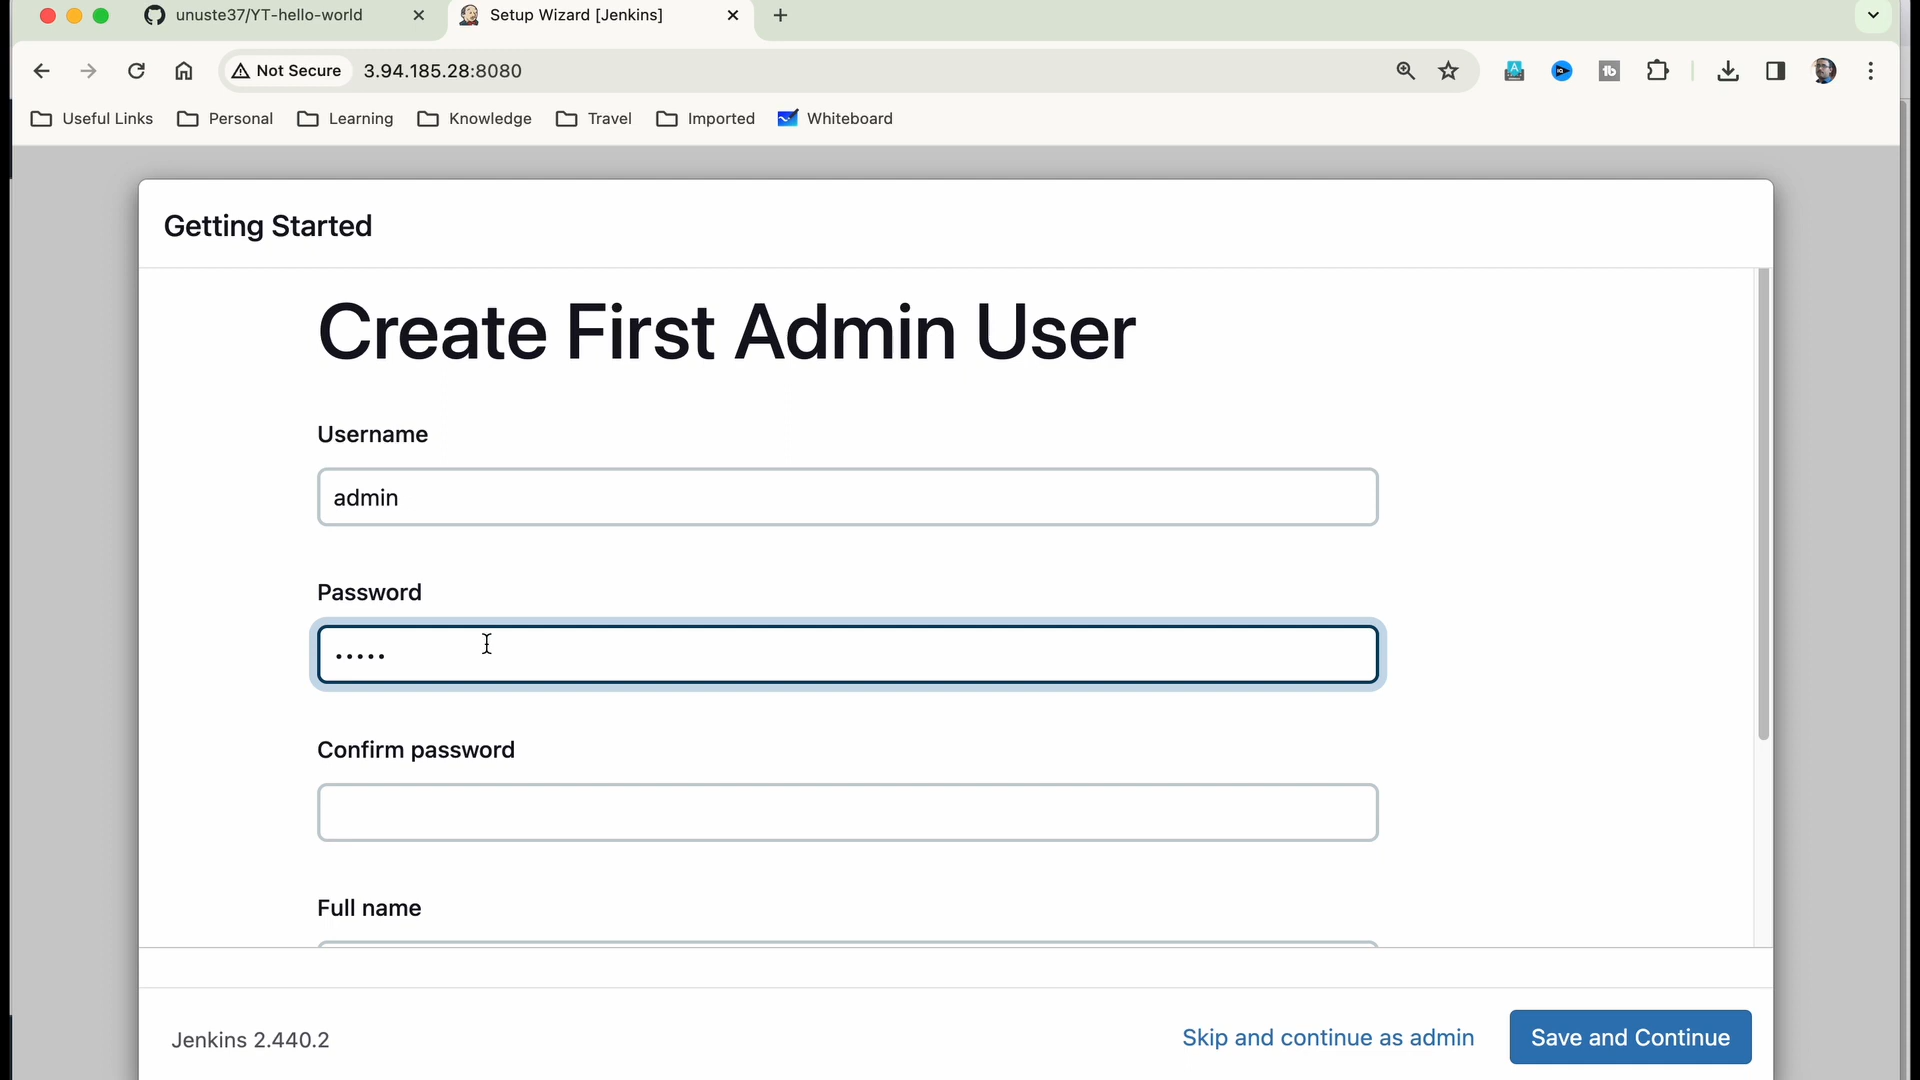 unuste37/YT-hello-world
Setup Wizard [Jenkins]
Not Secure
3.94.185.28:8080
Useful Links
Personal
Learning
Knowledge
Travel
Imported
Whiteboard
Getting Started
Create First Admin User
Username
admin
Password
•••••
Confirm password
Full name
Jenkins 2.440.2
Skip and continue as admin
Save and Continue